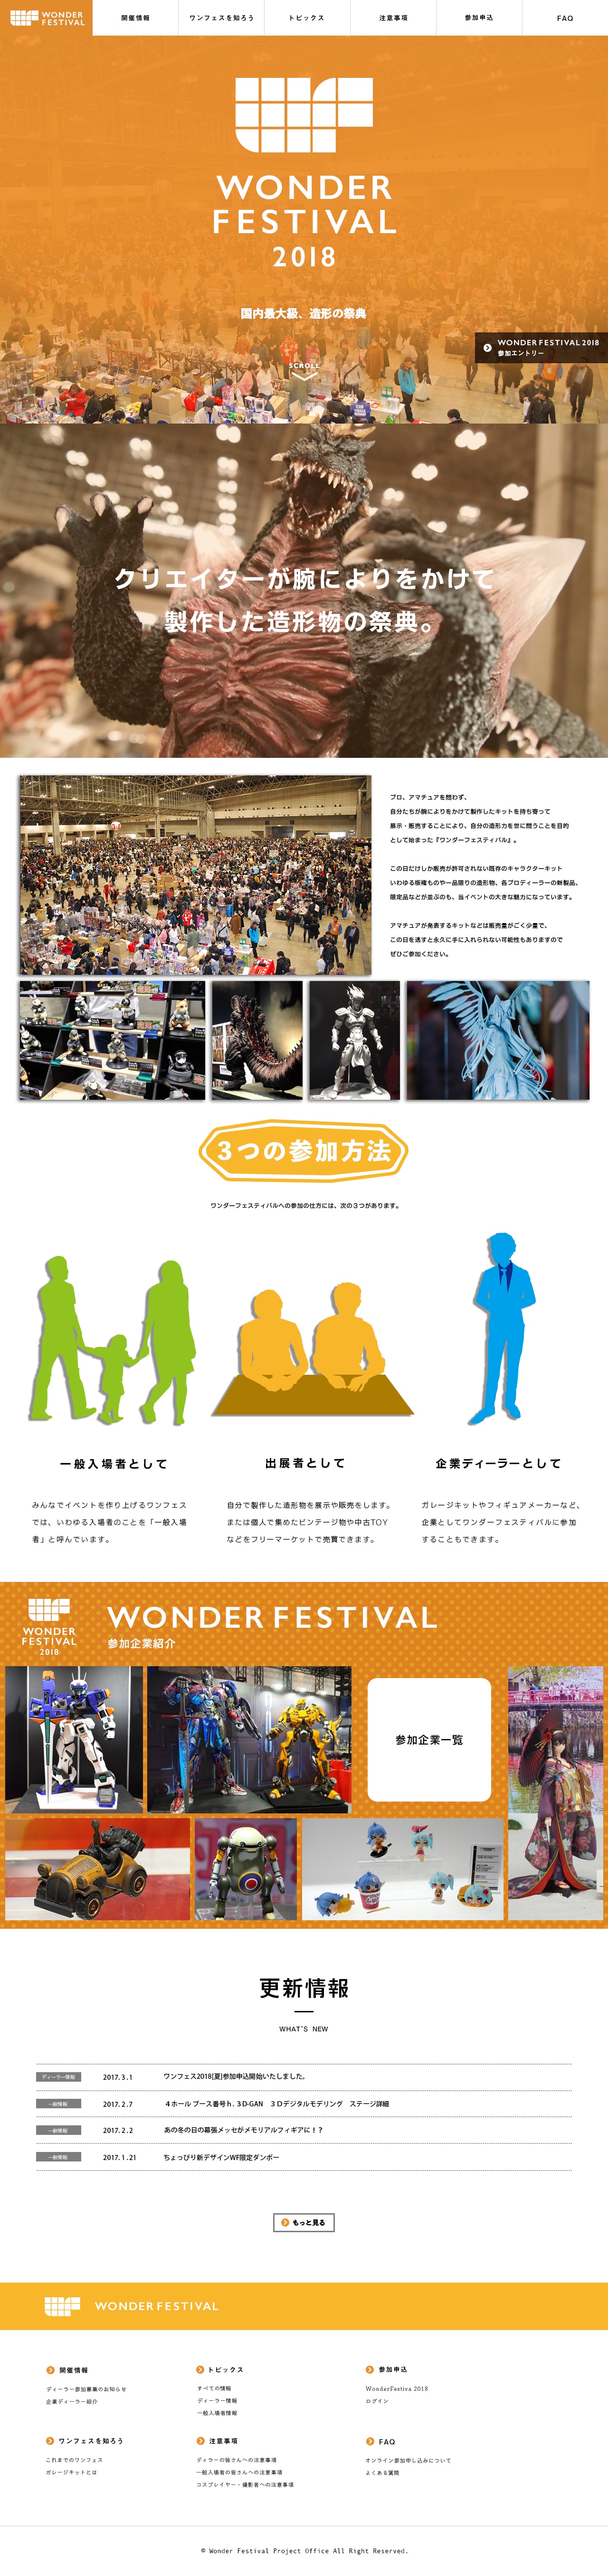 WONDER
FESTIVAL
開催情報
ワンフェスを知ろう
トピックス
注意事項
参加申込
FAQ
WONDER
FESTIVAL
2018
国内最大級、造形の祭典
WONDER FESTIVAL 2018
参加エントリー
SCROLL
クリエイターが腕によりをかけて
製作した造形物の祭典。
プロ、アマチュアを問わず、
自分たちが腕によりをかけて製作したキットを持ち寄って
展示・販売することにより、自分の造形力を世に問うことを目的
として始まった『ワンダーフェスティバル』。
この日だけしか販売が許可されない既存のキャラクターキット
いわゆる版権ものや一品限りの造形物、各プロディーラーの新製品、
限定品などが並ぶのも、当イベントの大きな魅力になっています。
アマチュアが発表するキットなどは販売量がごく少量で、
この日を逃すと永久に手に入れられない可能性もありますので
ぜひご参加ください。
3つの参加方法
ワンダーフェスティバルへの参加の仕方には、次の３つがあります。
一般入場者として
みんなでイベントを作り上げるワンフェス
では、いわゆる入場者のことを「一般入場
者」と呼んでいます。
出展者として
自分で製作した造形物を展示や販売をします。
または個人で集めたビンテージ物や中古TOY
などをフリーマーケットで売買できます。
企業ディーラーとして
ガレージキットやフィギュアメーカーなど、
企業としてワンダーフェスティバルに参加
することもできます。
WONDER
FESTIVAL
2018
WONDER FESTIVAL
参加企業紹介
参加企業一覧
更新情報
WHAT'S NEW
ディーラー情報 2017.3.1 ワンフェス2018[夏]参加申込開始いたしました。
一般情報 2017.2.7 ４ホール ブース番号ｈ.３D-GAN　３Ｄデジタルモデリング　ステージ詳細
一般情報 2017.2.2 あの冬の日の幕張メッセがメモリアルフィギアに！？
一般情報 2017.1.21 ちょっぴり新デザインWF限定ダンボー
もっと見る
WONDER FESTIVAL
開催情報
ディーラー参加募集のお知らせ
企業ディーラー紹介
トピックス
すべての情報
ディーラー情報
一般入場者情報
参加申込
WonderFestiva 2018
ログイン
ワンフェスを知ろう
これまでのワンフェス
ガレージキットとは
注意事項
ディーラの皆さんへの注意事項
一般入場者の皆さんへの注意事項
コスプレイヤー・撮影者への注意事項
FAQ
オンライン参加申し込みについて
よくある質問
© Wonder Festival Project Office All Right Reserved.